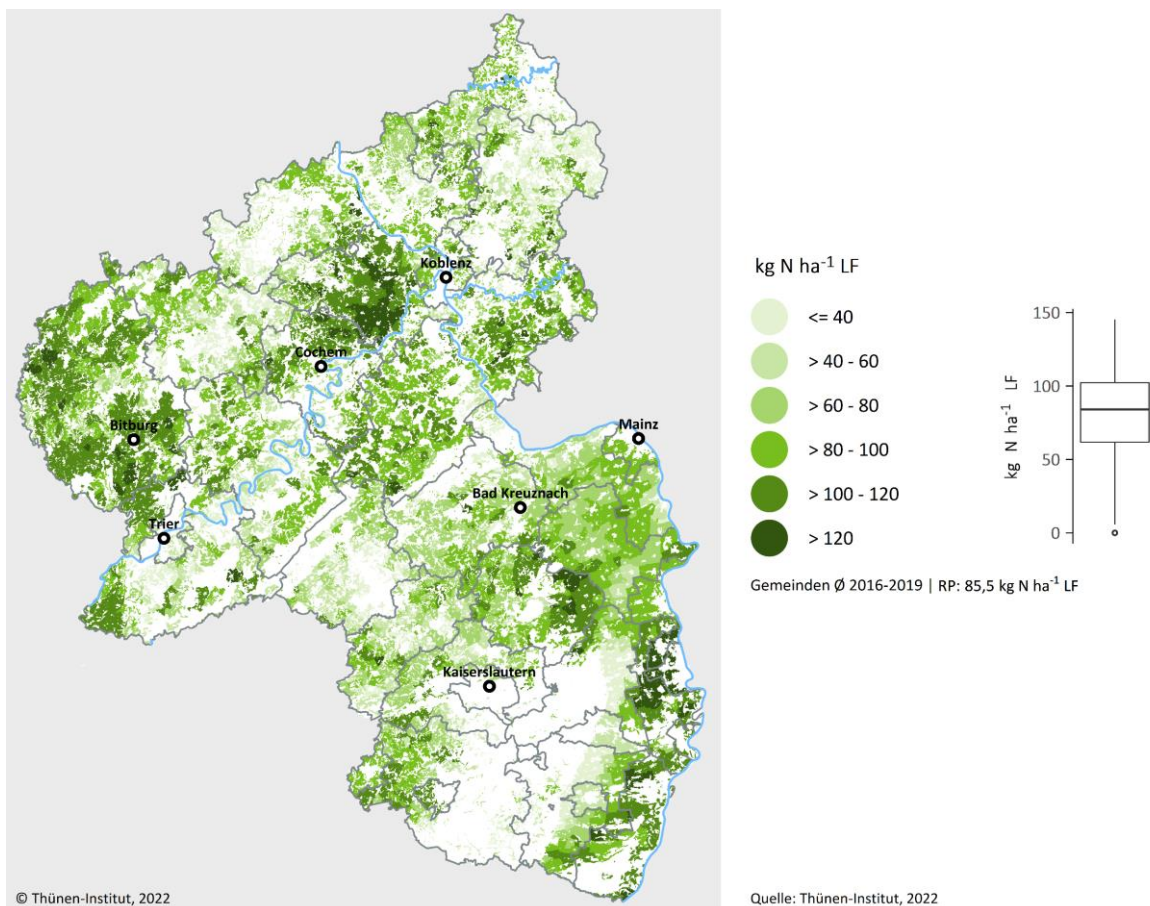 Koblenz
Cochem
Bitburg
Mainz
Bad Kreuznach
Trier
Kaiserslautern
© Thünen-Institut, 2022
kg N ha⁻¹ LF
<= 40
> 40 - 60
> 60 - 80
> 80 - 100
> 100 - 120
> 120
Gemeinden Ø 2016-2019 | RP: 85,5 kg N ha⁻¹ LF
kg N ha⁻¹ LF
150
100
50
0
Quelle: Thünen-Institut, 2022